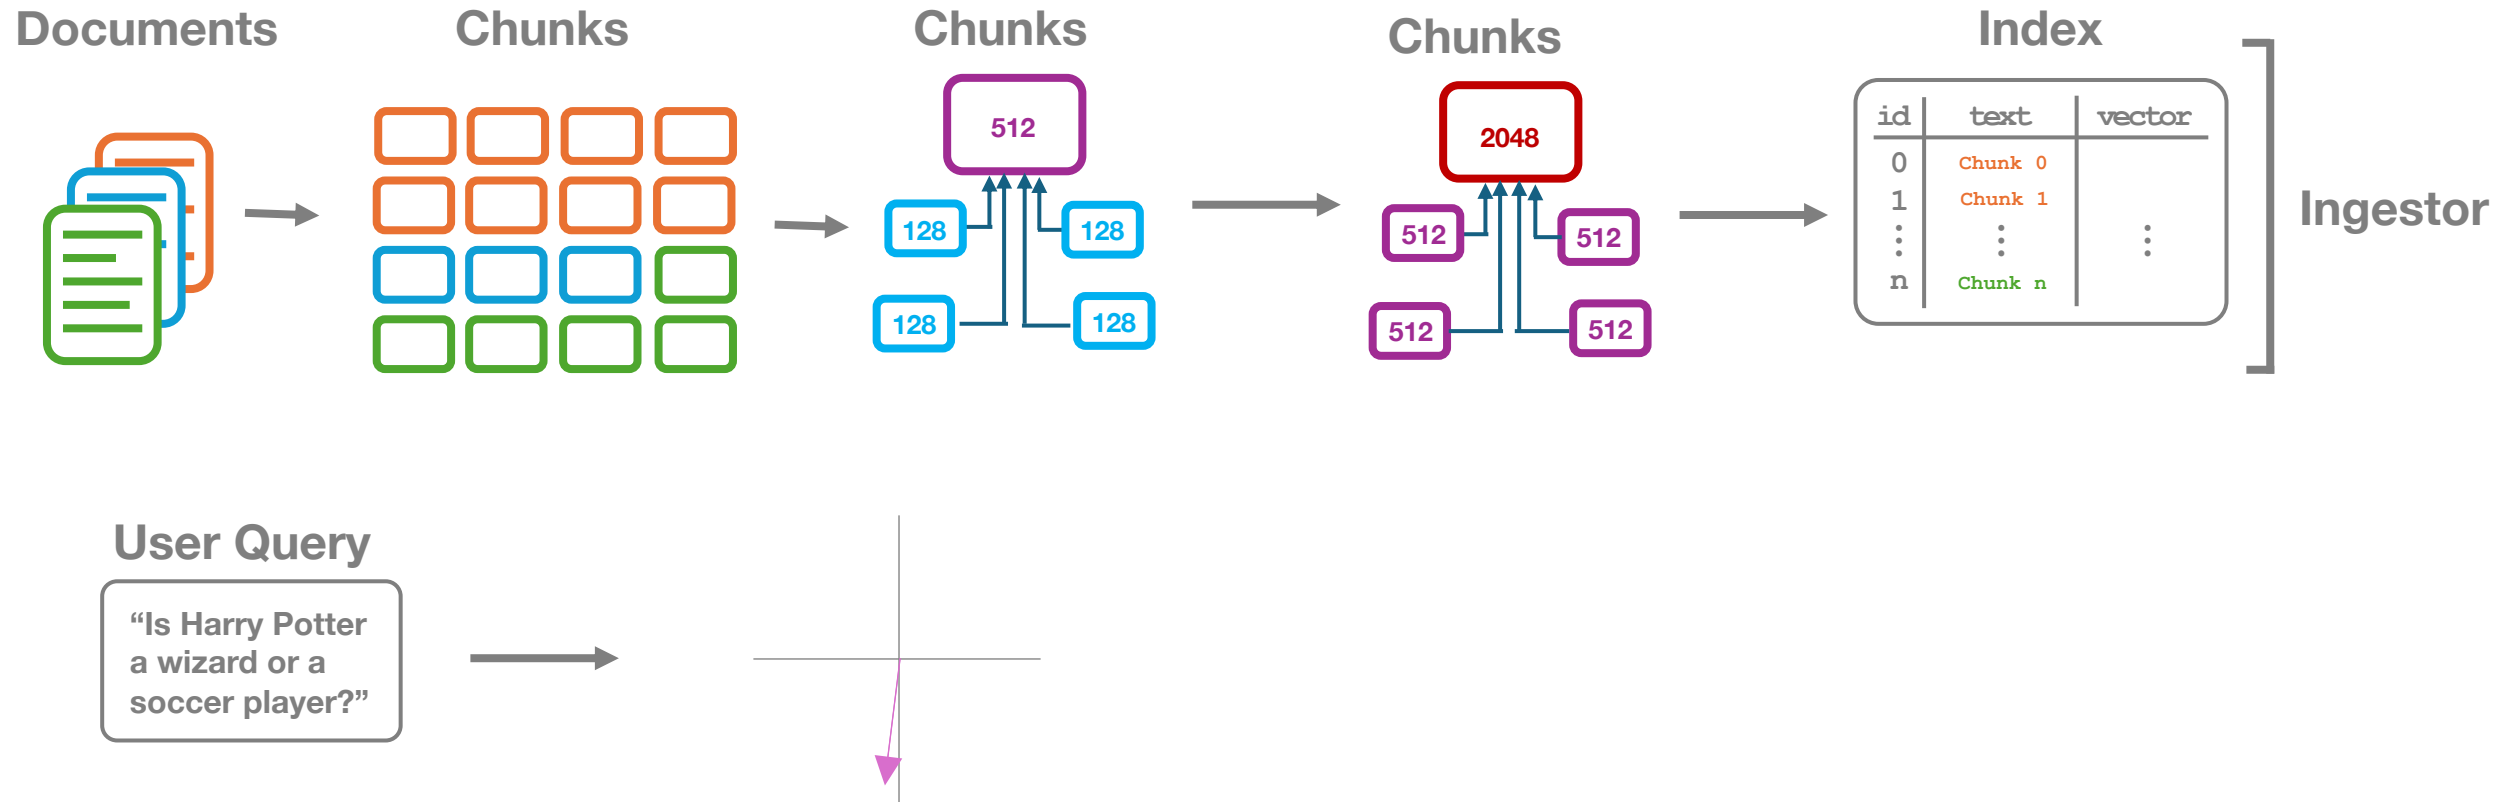 Documents
Chunks
Chunks
Chunks
Index
512
128
128
128
128
2048
512
512
512
512
id text vector
0 Chunk 0
1 Chunk 1
n Chunk n
Ingestor
User Query
“Is Harry Potter
a wizard or a
soccer player?”